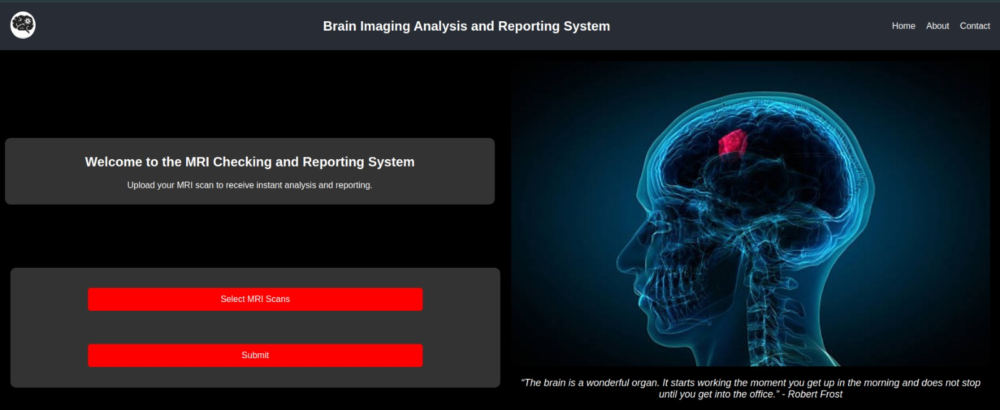 Brain Imaging Analysis and Reporting System
Home About Contact
Welcome to the MRI Checking and Reporting System
Upload your MRI scan to receive instant analysis and reporting.
Select MRI Scans
Submit
“The brain is a wonderful organ. It starts working the moment you get up in the morning and does not stop
until you get into the office.” - Robert Frost